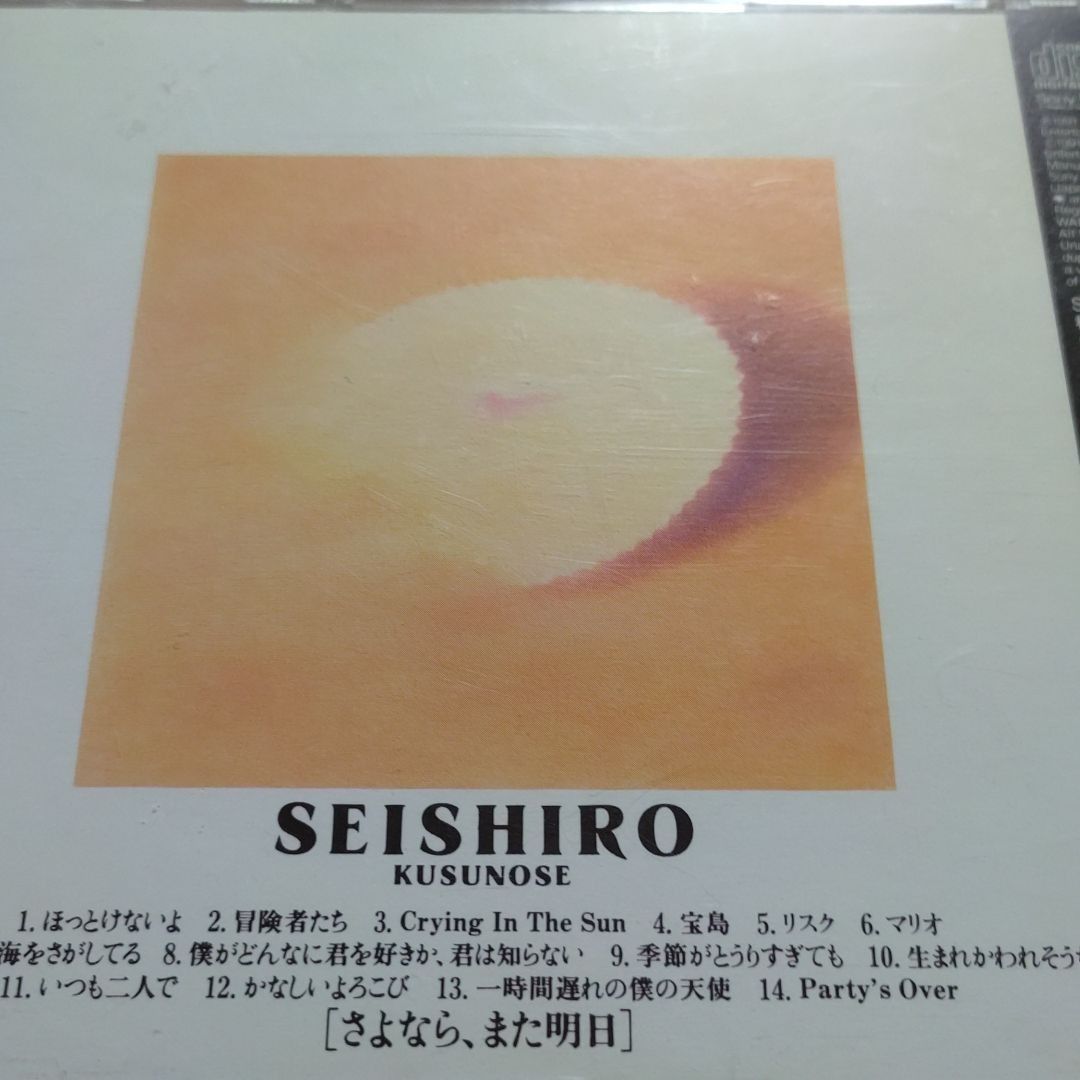 SEISHIRO
KUSUNOSE
1. ほっとけないよ 2. 冒険者たち 3. Crying In The Sun 4. 宝島 5. リスク 6. マリオ
海をさがしてる 8. 僕がどんなに君を好きか、君は知らない 9. 季節がとうりすぎても 10. 生まれかわれそう
11. いつも二人で 12. かなしいよろこび 13. 一時間遅れの僕の天使 14. Party's Over
[さよなら、また明日]